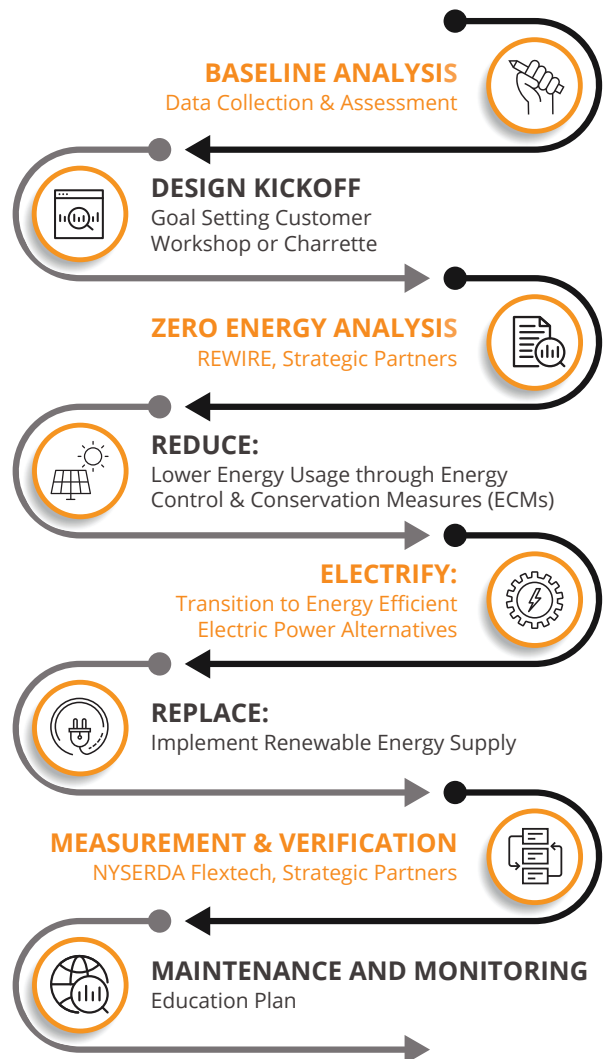 BASELINE ANALYSIS
Data Collection & Assessment
DESIGN KICKOFF
Goal Setting Customer
Workshop or Charrette
ZERO ENERGY ANALYSIS
REWIRE, Strategic Partners
REDUCE:
Lower Energy Usage through Energy
Control & Conservation Measures (ECMs)
ELECTRIFY:
Transition to Energy Efficient
Electric Power Alternatives
REPLACE:
Implement Renewable Energy Supply
MEASUREMENT & VERIFICATION
NYSERDA Flextech, Strategic Partners
MAINTENANCE AND MONITORING
Education Plan